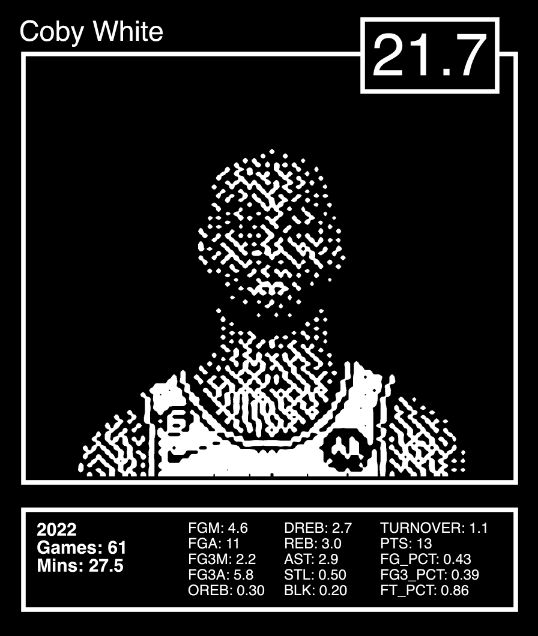 Coby White
21.7
2022
Games: 61
Mins: 27.5
FGM: 4.6
FGA: 11
FG3M: 2.2
FG3A: 5.8
OREB: 0.30
DREB: 2.7
REB: 3.0
AST: 2.9
STL: 0.50
BLK: 0.20
TURNOVER: 1.1
PTS: 13
FG_PCT: 0.43
FG3_PCT: 0.39
FT_PCT: 0.86